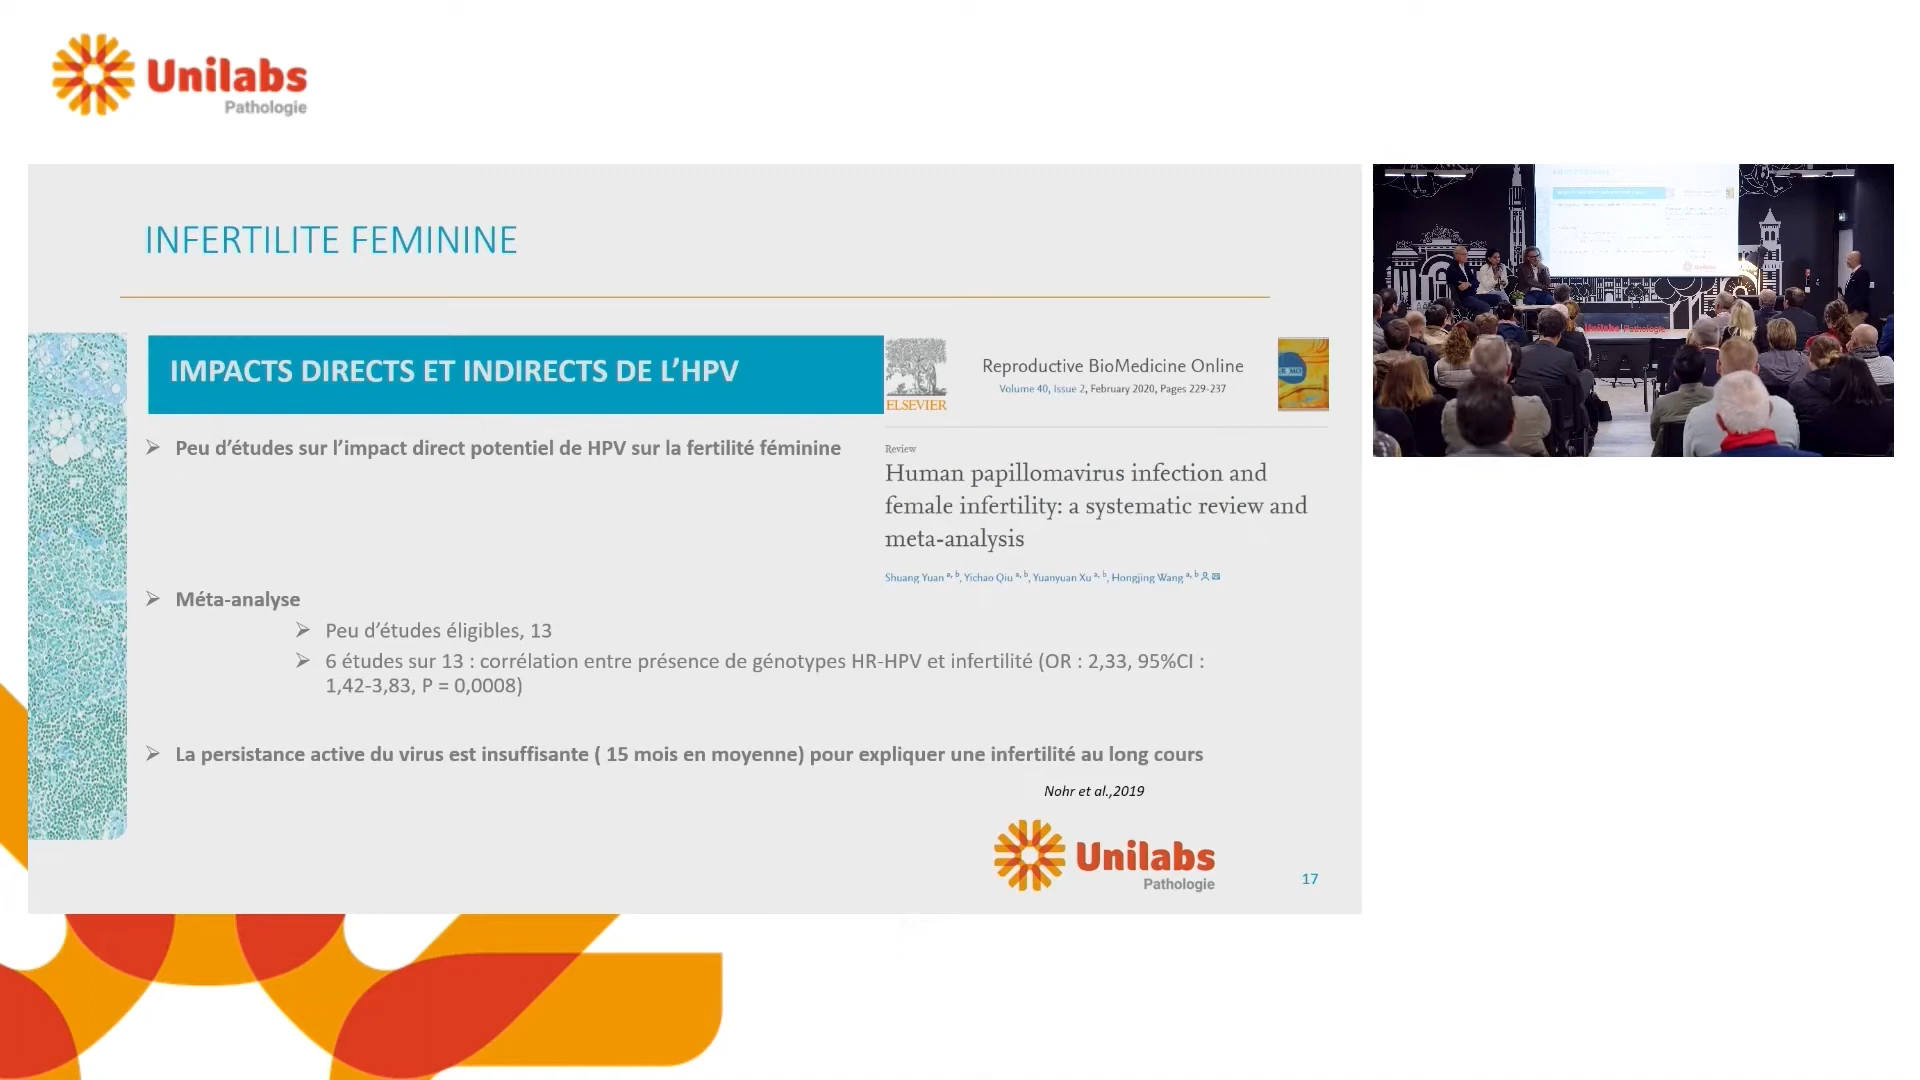 Unilabs
Pathologie
INFERTILITE FEMININE
IMPACTS DIRECTS ET INDIRECTS DE L’HPV
ELSEVIER
Reproductive BioMedicine Online
Volume 40, Issue 2, February 2020, Pages 229-237
➢ Peu d’études sur l’impact direct potentiel de HPV sur la fertilité féminine
Review
Human papillomavirus infection and
female infertility: a systematic review and
meta-analysis
Shuang Yuan a, b, Yichao Qiu a, b, Yuanyuan Xu a, b, Hongjing Wang a, b
➢ Méta-analyse
➢ Peu d’études éligibles, 13
➢ 6 études sur 13 : corrélation entre présence de génotypes HR-HPV et infertilité (OR : 2,33, 95%CI :
1,42-3,83, P = 0,0008)
➢ La persistance active du virus est insuffisante ( 15 mois en moyenne) pour expliquer une infertilité au long cours
Nohr et al.,2019
Unilabs
Pathologie
17
Unilabs Pathologie